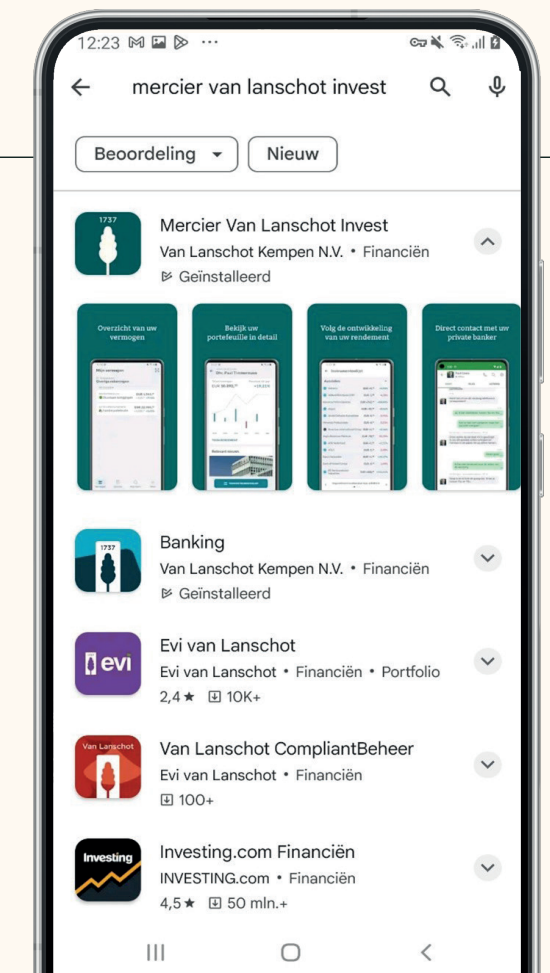 12:23
mercier van lanschot invest
Beoordeling
Nieuw
1737
Mercier Van Lanschot Invest
Van Lanschot Kempen N.V. • Financiën
Geïnstalleerd
Overzicht van uw
vermogen
Bekijk uw
portefeuille in detail
Volg de ontwikkeling
van uw rendement
Direct contact met uw
private banker
1737
Banking
Van Lanschot Kempen N.V. • Financiën
Geïnstalleerd
evi
Evi van Lanschot
Evi van Lanschot • Financiën • Portfolio
2,4★ 10K+
Van Lanschot
Van Lanschot CompliantBeheer
Evi van Lanschot • Financiën
100+
Investing
Investing.com Financiën
INVESTING.com • Financiën
4,5★ 50 mln.+